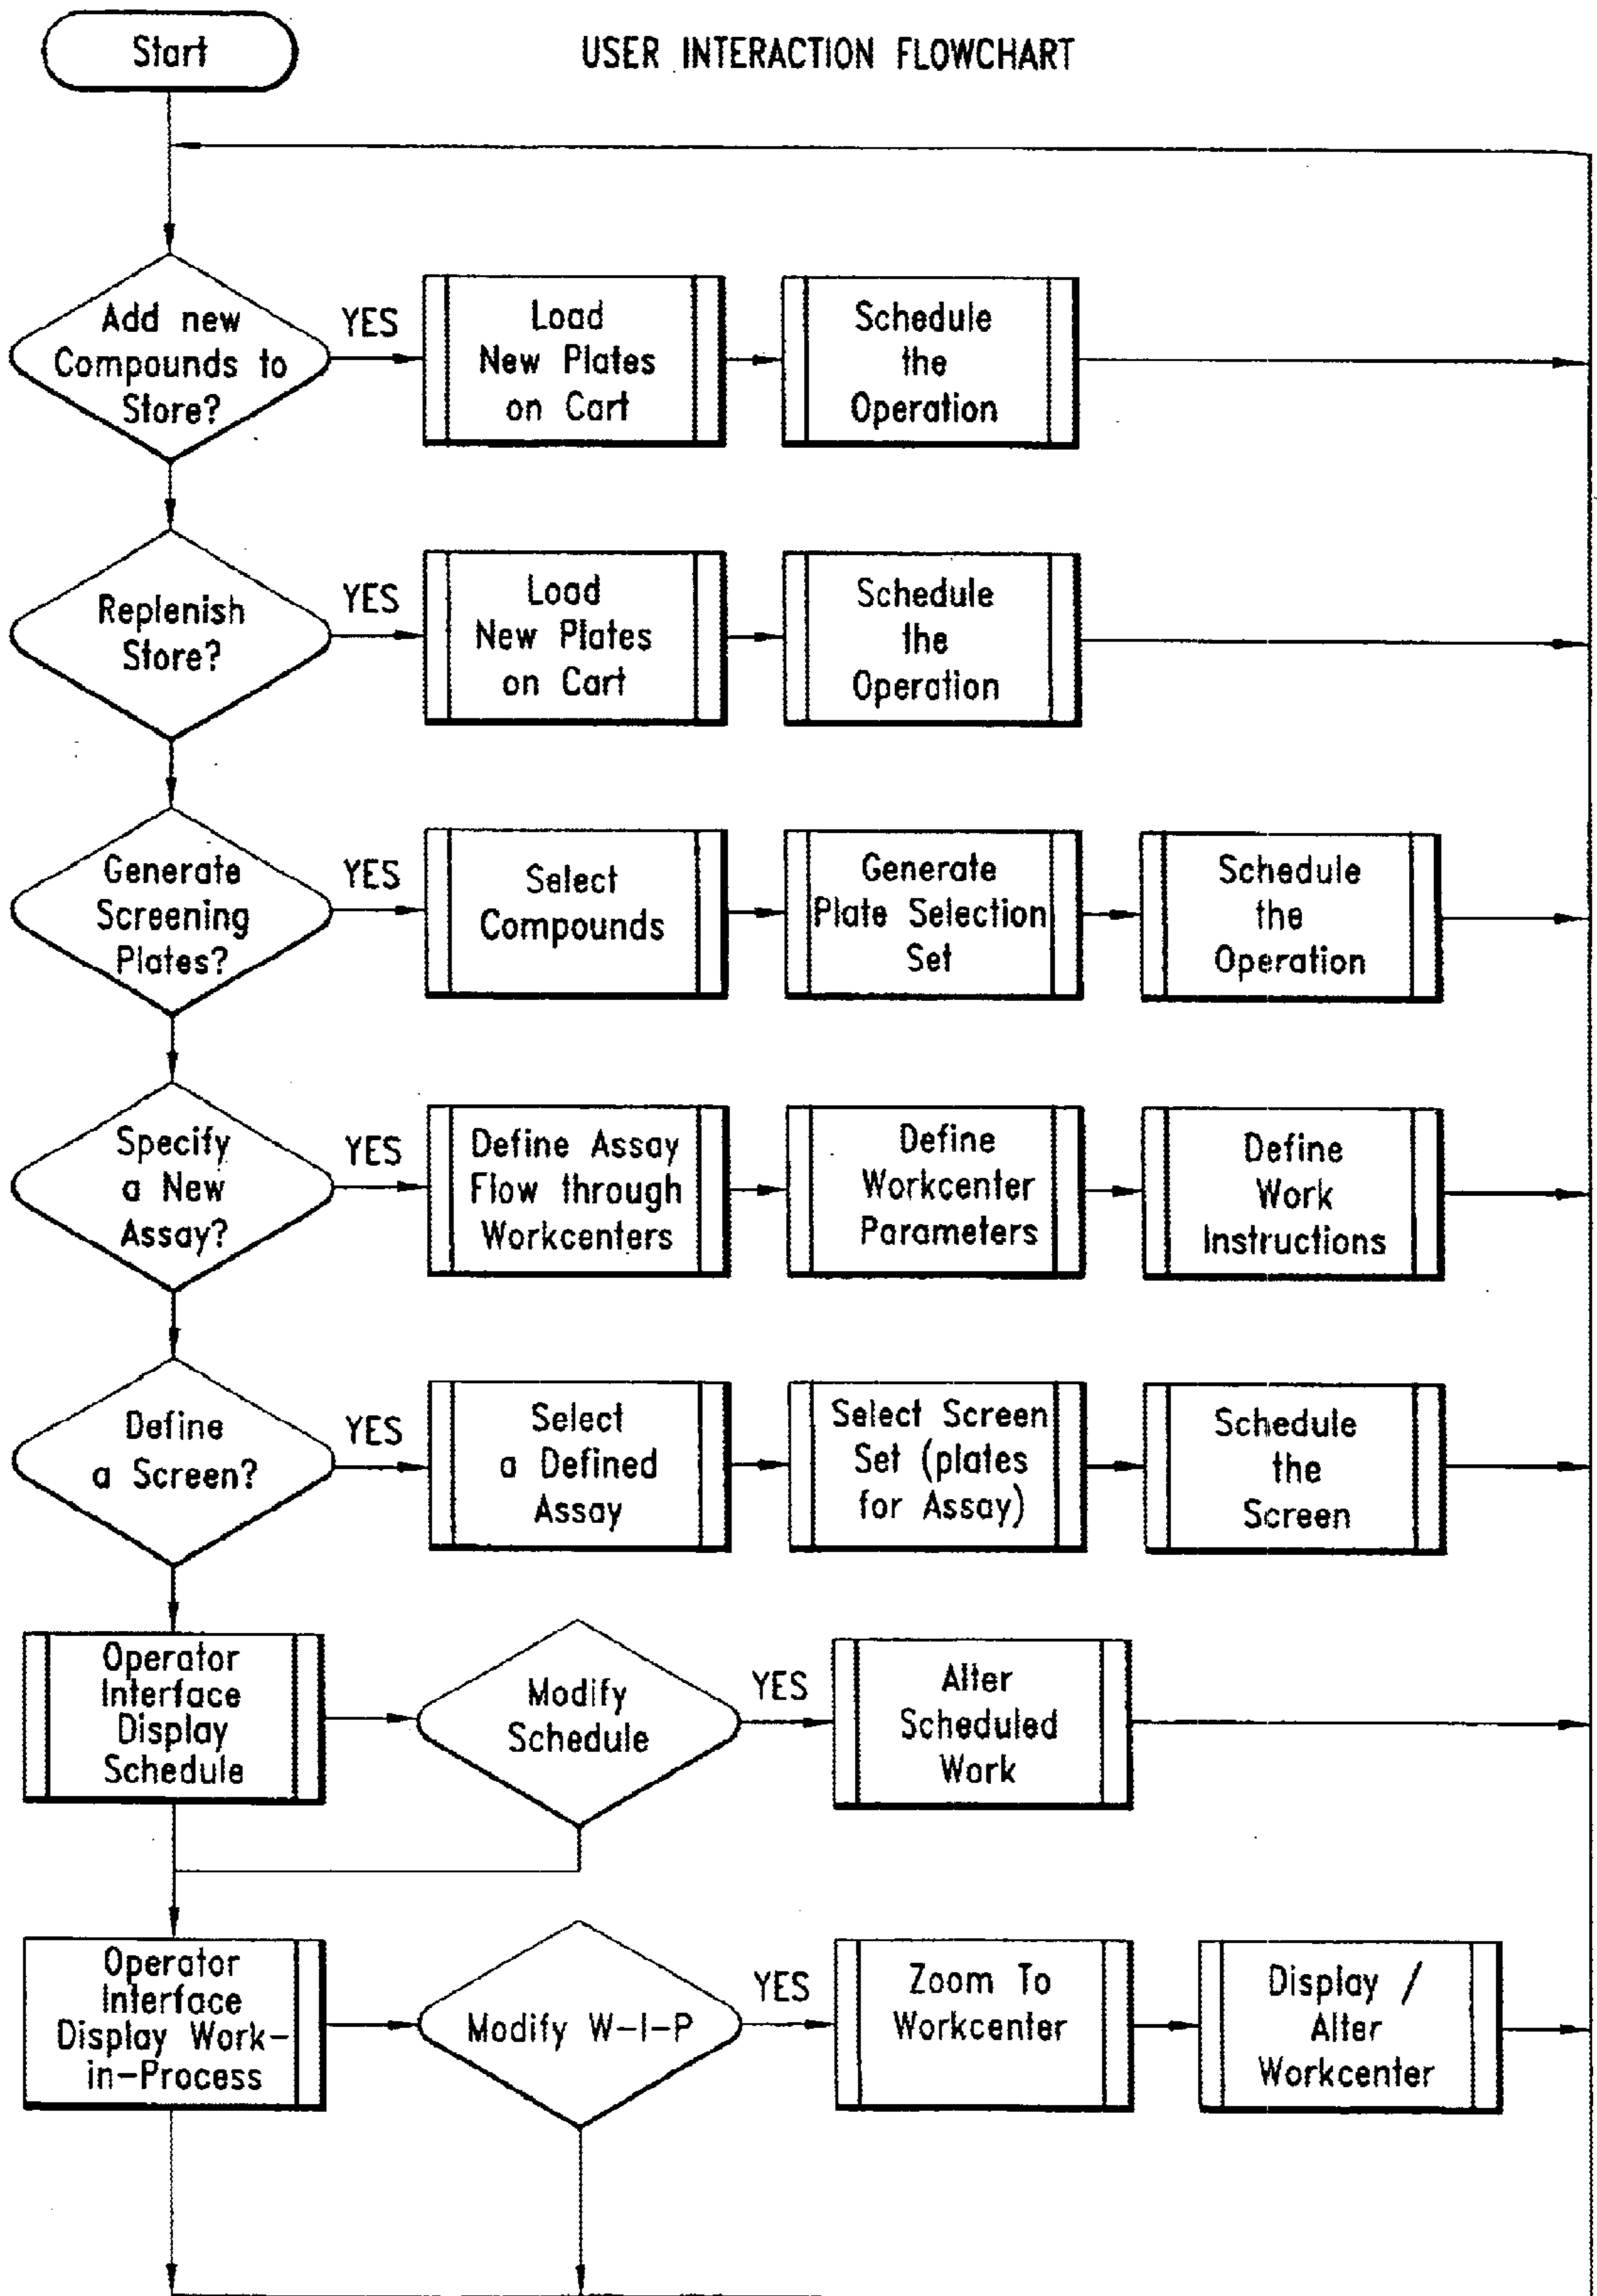 Start
USER INTERACTION FLOWCHART
Add new
Compounds to
Store?
YES
Load
New Plates
on Cart
Schedule
the
Operation
Replenish
Store?
YES
Load
New Plates
on Cart
Schedule
the
Operation
Generate
Screening
Plates?
YES
Select
Compounds
Generate
Plate Selection
Set
Schedule
the
Operation
Specify
a New
Assay?
YES
Define Assay
Flow through
Workcenters
Define
Workcenter
Parameters
Define
Work
Instructions
Define
a Screen?
YES
Select
a Defined
Assay
Select Screen
Set (plates
for Assay)
Schedule
the
Screen
Operator
Interface
Display
Schedule
Modify
Schedule
YES
Alter
Scheduled
Work
Operator
Interface
Display Work-
in-Process
Modify W-I-P
YES
Zoom To
Workcenter
Display /
Alter
Workcenter